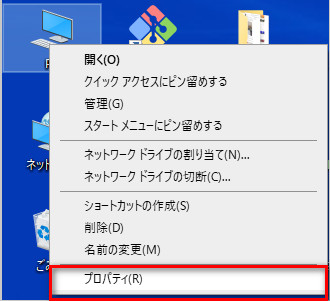 開く(O)
クイック アクセスにピン留めする
管理(G)
スタート メニューにピン留めする
ネットワーク ドライブの割り当て(N)...
ネットワーク ドライブの切断(C)...
ショートカットの作成(S)
削除(D)
名前の変更(M)
プロパティ(R)
P
ネット
ごみ